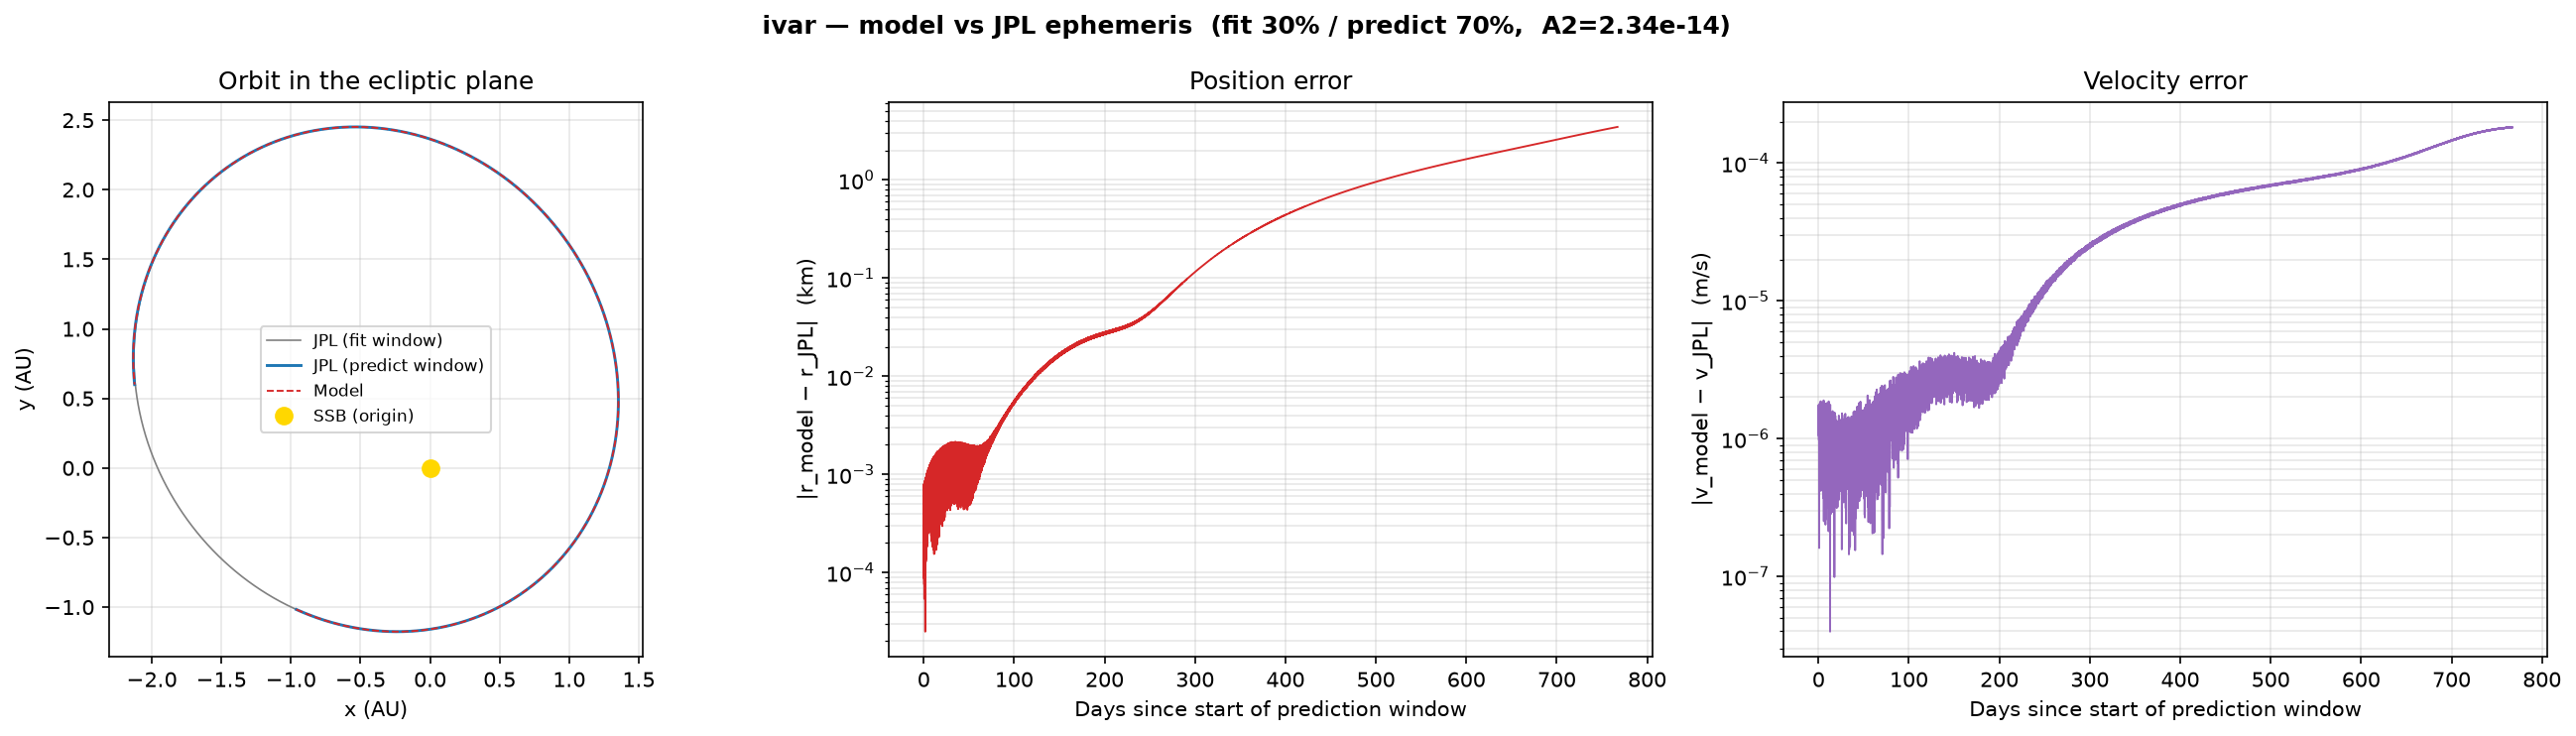 ivar — model vs JPL ephemeris  (fit 30% / predict 70%,  A2=2.34e-14)
Orbit in the ecliptic plane
y (AU)
2.5
2.0
1.5
1.0
0.5
0.0
−0.5
−1.0
JPL (fit window)
JPL (predict window)
Model
SSB (origin)
−2.0 −1.5 −1.0 −0.5 0.0 0.5 1.0 1.5
x (AU)
Position error
|r_model − r_JPL|  (km)
10⁰
10⁻¹
10⁻²
10⁻³
10⁻⁴
0 100 200 300 400 500 600 700 800
Days since start of prediction window
Velocity error
|v_model − v_JPL|  (m/s)
10⁻⁴
10⁻⁵
10⁻⁶
10⁻⁷
0 100 200 300 400 500 600 700 800
Days since start of prediction window